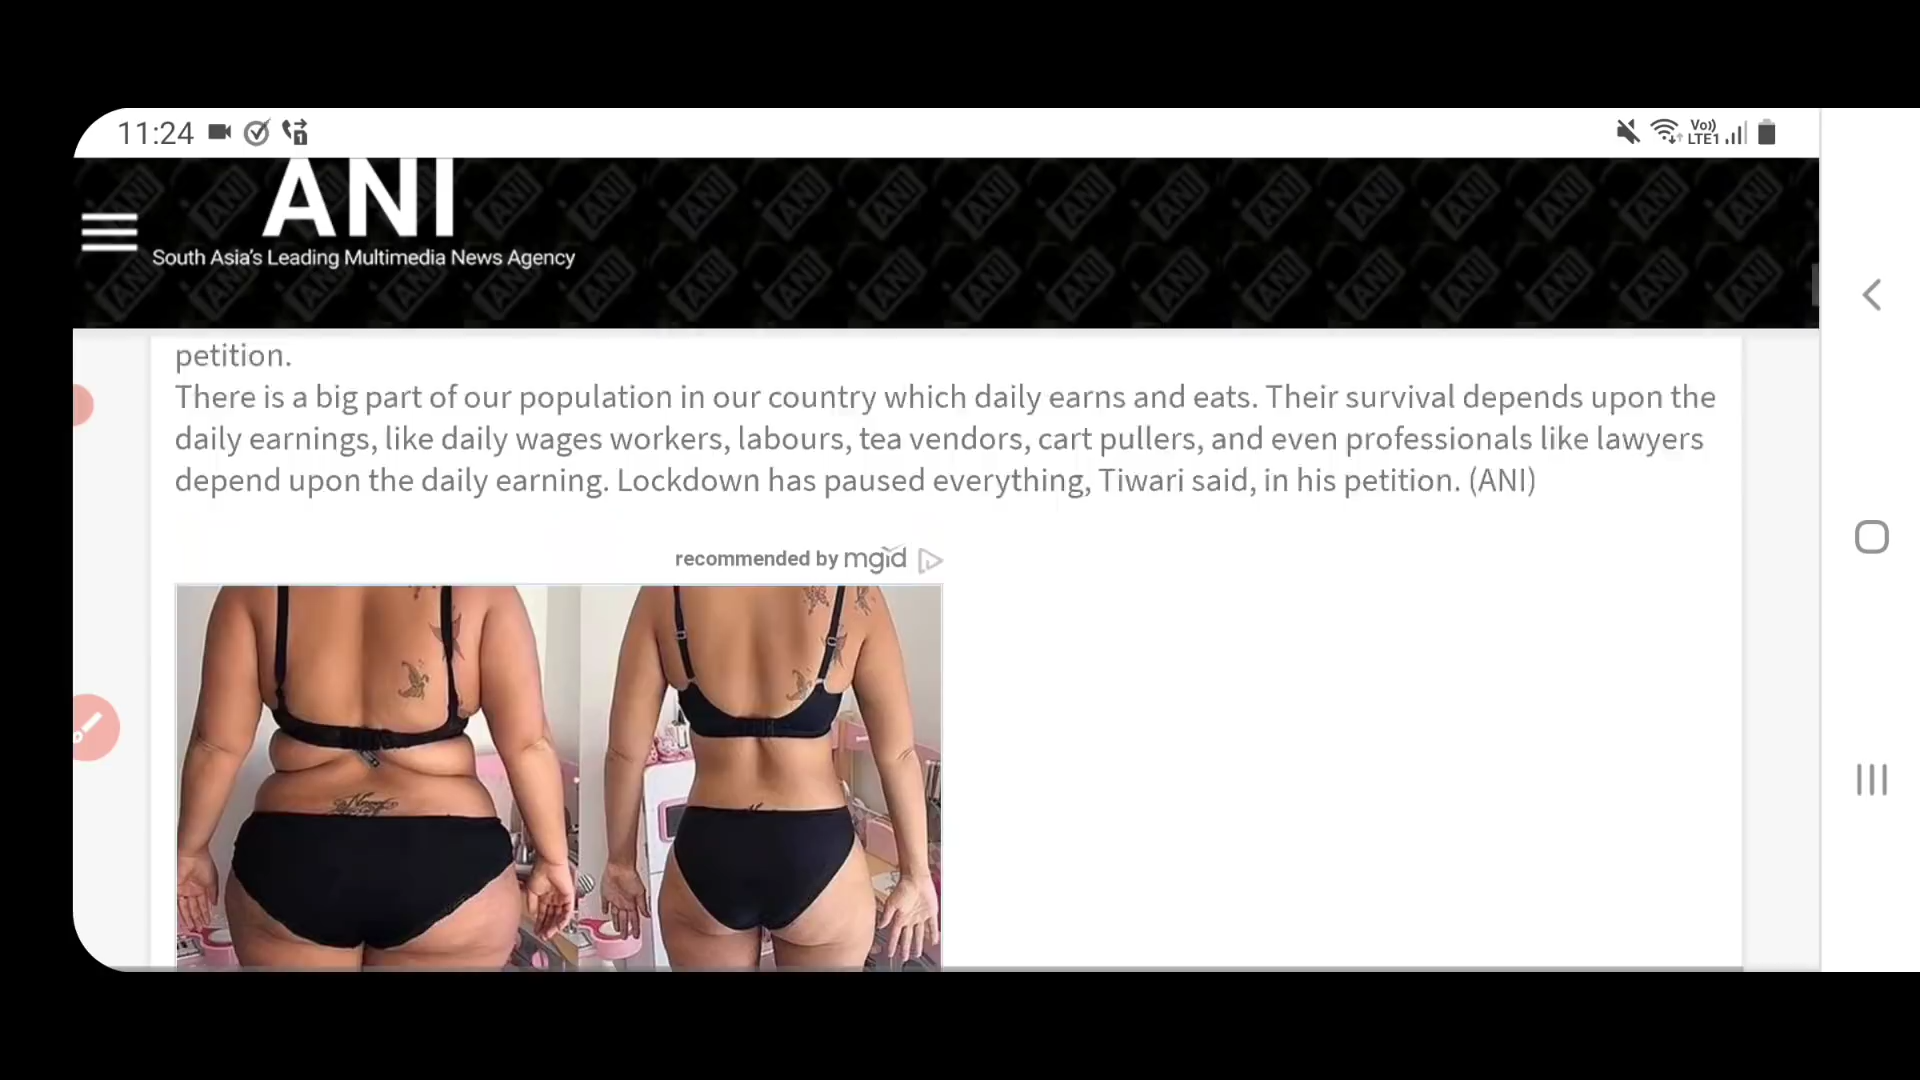 11:24
Vo))
LTE1
ANI
South Asia's Leading Multimedia News Agency
petition.
There is a big part of our population in our country which daily earns and eats. Their survival depends upon the
daily earnings, like daily wages workers, labours, tea vendors, cart pullers, and even professionals like lawyers
depend upon the daily earning. Lockdown has paused everything, Tiwari said, in his petition. (ANI)
recommended by mgid